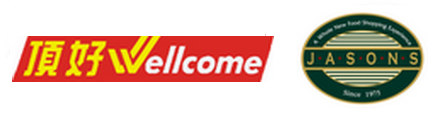 頂好Wellcome
A Whole New Food Shopping Experience
JASONS
Since 1975